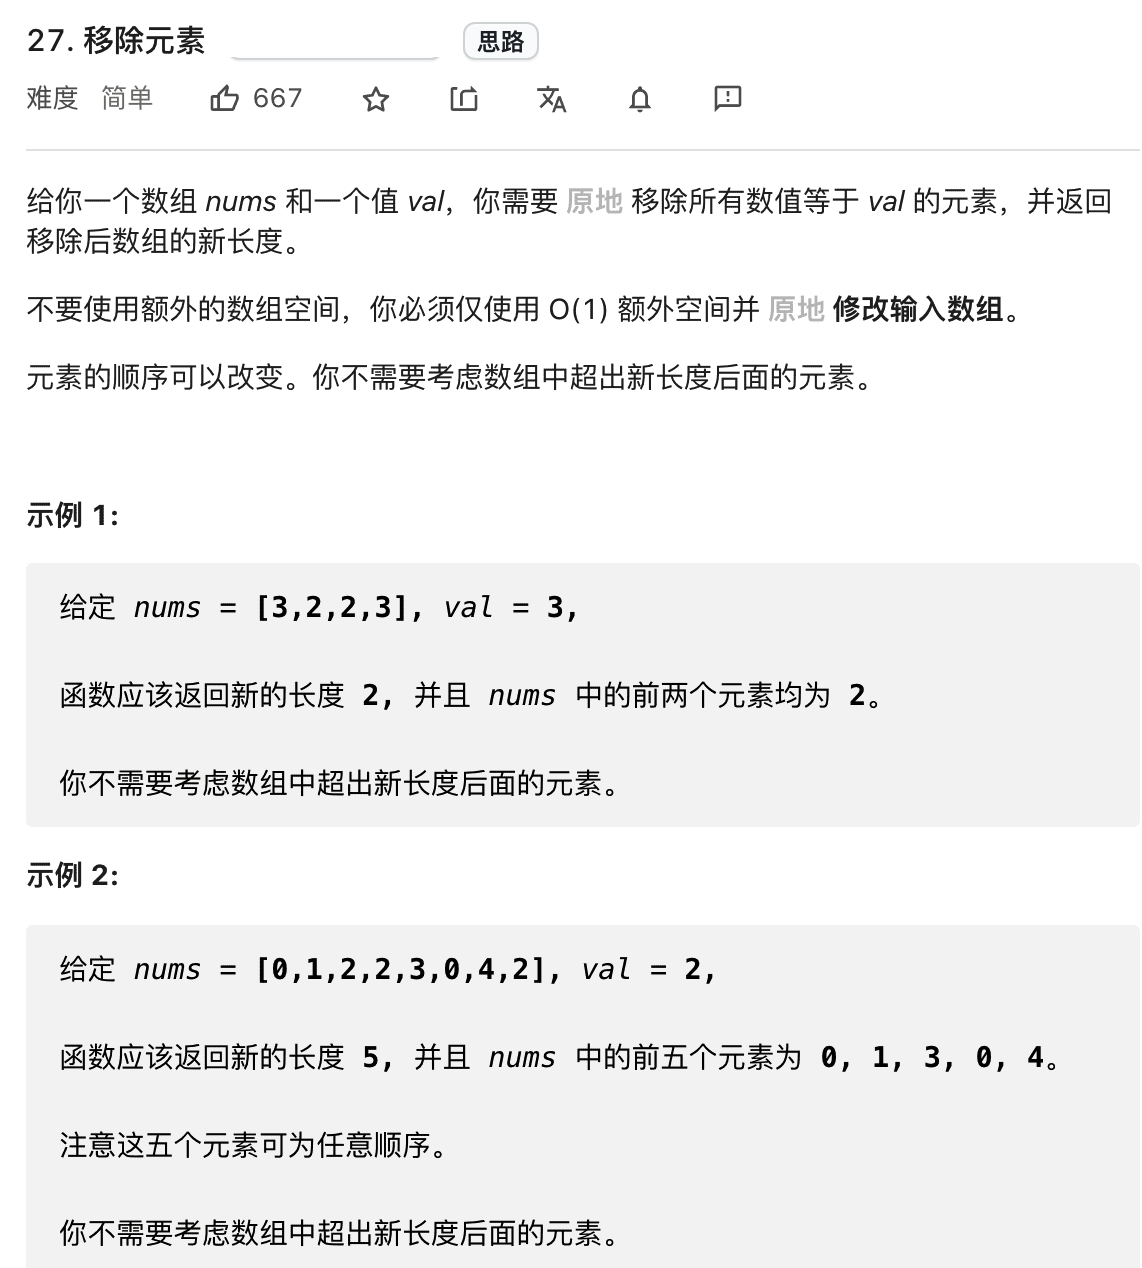 27. 移除元素 思路
难度 简单 667
给你一个数组 nums 和一个值 val，你需要 原地 移除所有数值等于 val 的元素，并返回
移除后数组的新长度。
不要使用额外的数组空间，你必须仅使用 O(1) 额外空间并 原地 修改输入数组。
元素的顺序可以改变。你不需要考虑数组中超出新长度后面的元素。
示例 1:
给定 nums = [3,2,2,3], val = 3,
函数应该返回新的长度 2, 并且 nums 中的前两个元素均为 2。
你不需要考虑数组中超出新长度后面的元素。
示例 2:
给定 nums = [0,1,2,2,3,0,4,2], val = 2,
函数应该返回新的长度 5, 并且 nums 中的前五个元素为 0, 1, 3, 0, 4。
注意这五个元素可为任意顺序。
你不需要考虑数组中超出新长度后面的元素。